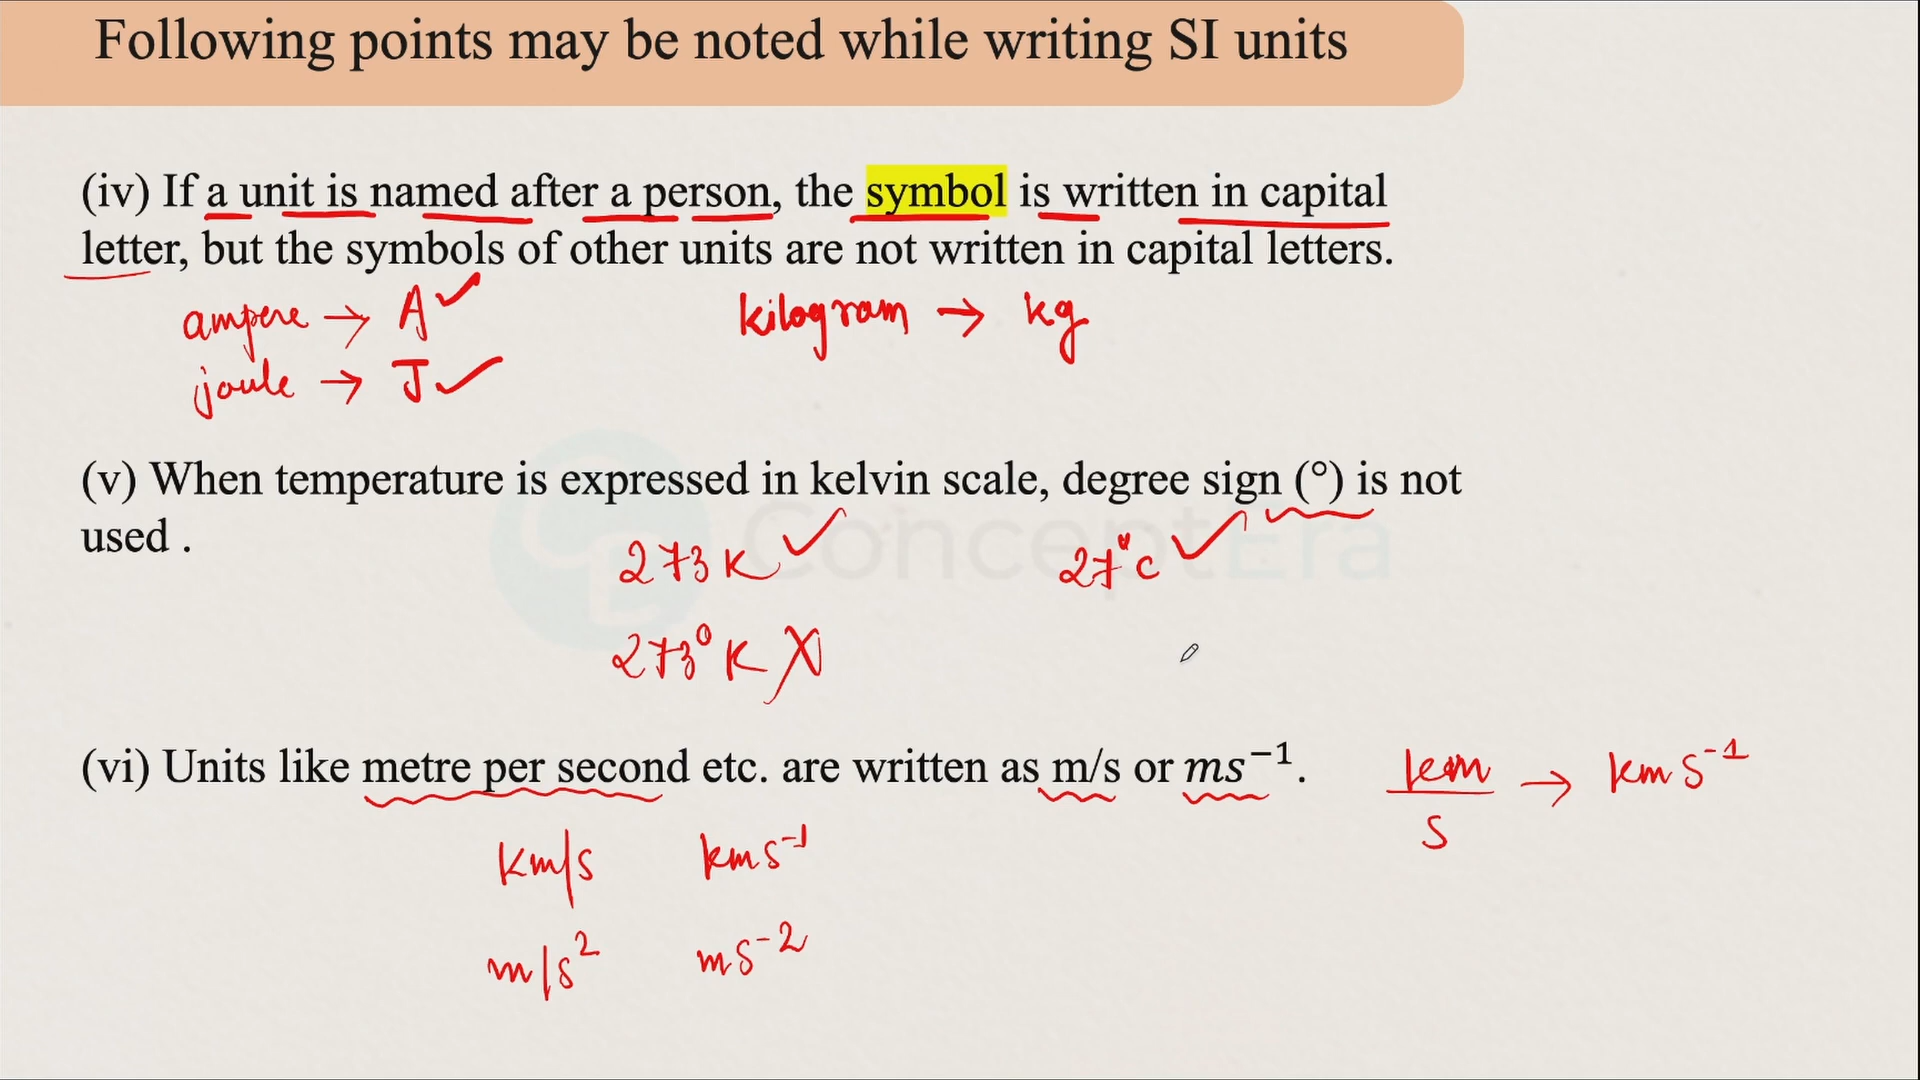 Following points may be noted while writing SI units
(iv) If a unit is named after a person, the symbol is written in capital
letter, but the symbols of other units are not written in capital letters.
ampere → A ✓
kilogram → kg
joule → J ✓
(v) When temperature is expressed in kelvin scale, degree sign (°) is not
used .
ConceptEra
273 K ✓
27°C ✓
273° K X
(vi) Units like metre per second etc. are written as m/s or ms⁻¹.
km/s → km s⁻¹
km/s
km s⁻¹
m/s²
ms⁻²